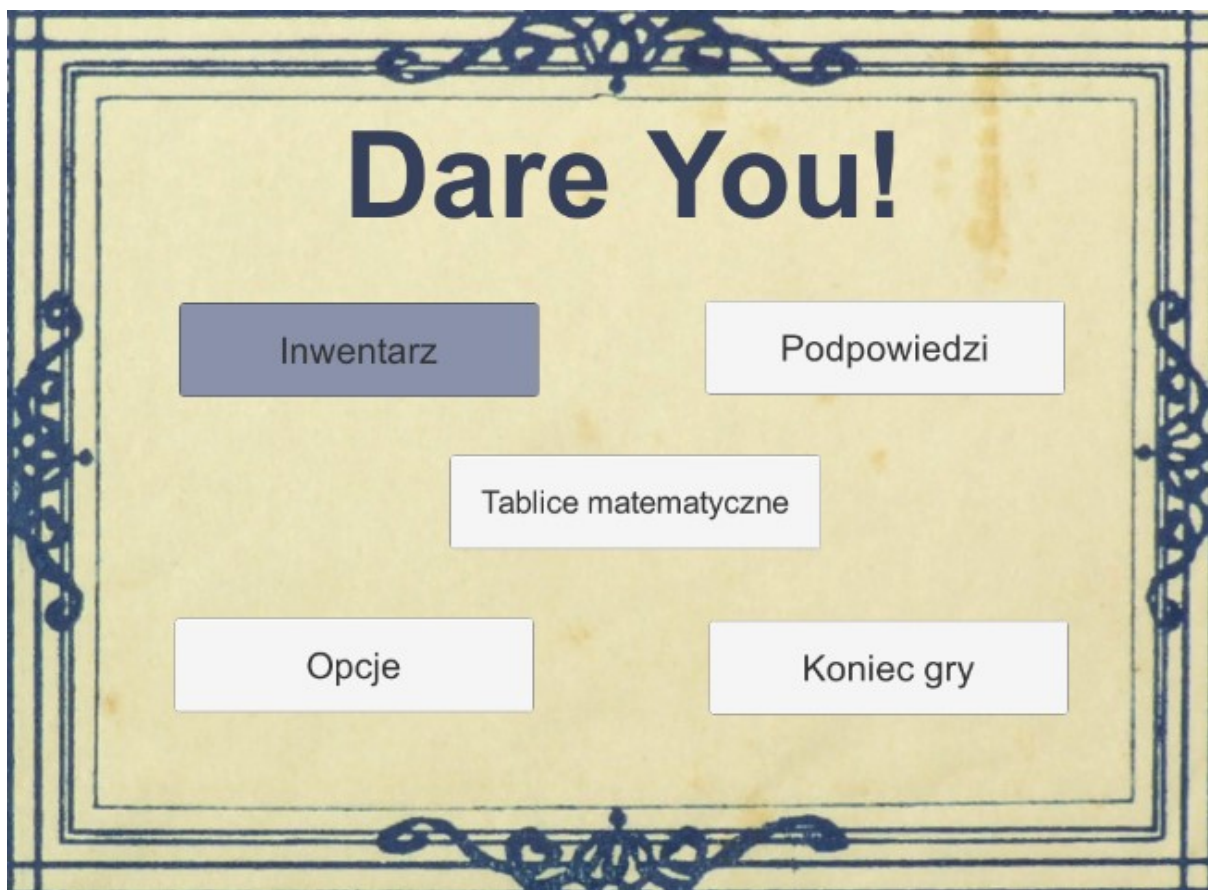 Dare You!
Inwentarz
Podpowiedzi
Tablice matematyczne
Opcje
Koniec gry